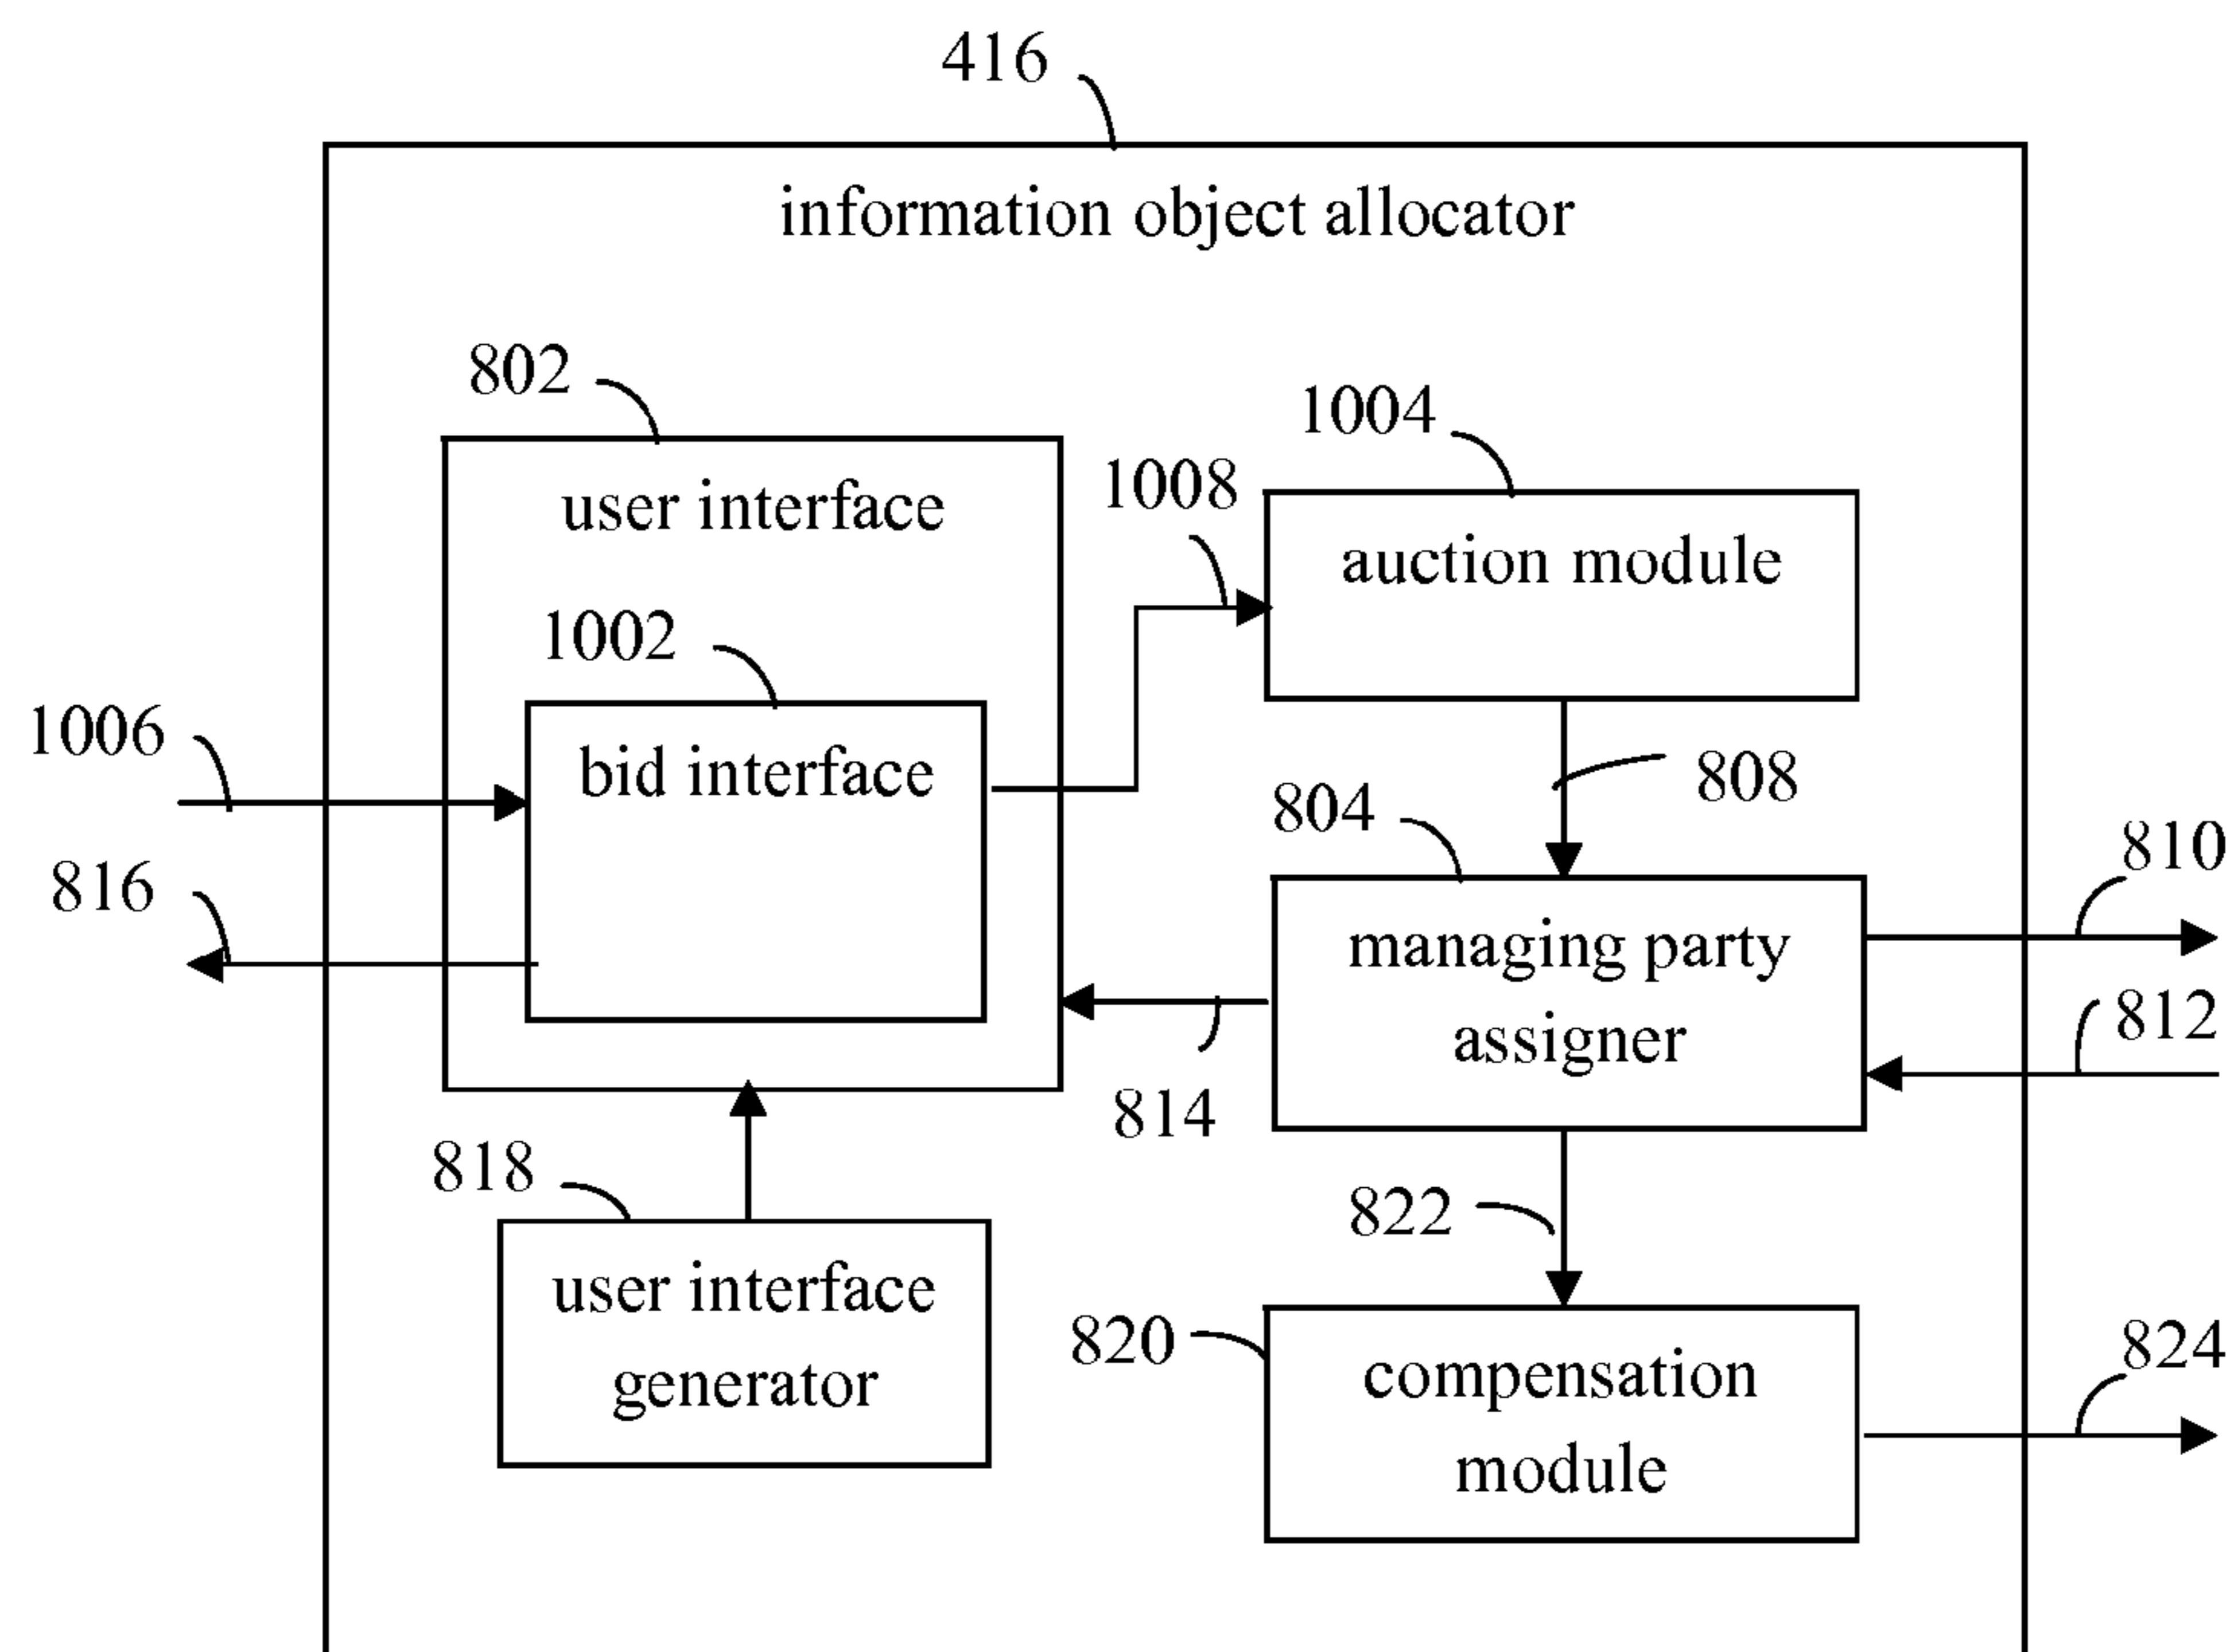 416
information object allocator
802
user interface
1004
1008
auction module
1002
bid interface
1006
816
808
804
managing party
assigner
810
812
814
818
user interface
generator
822
820
compensation
module
824